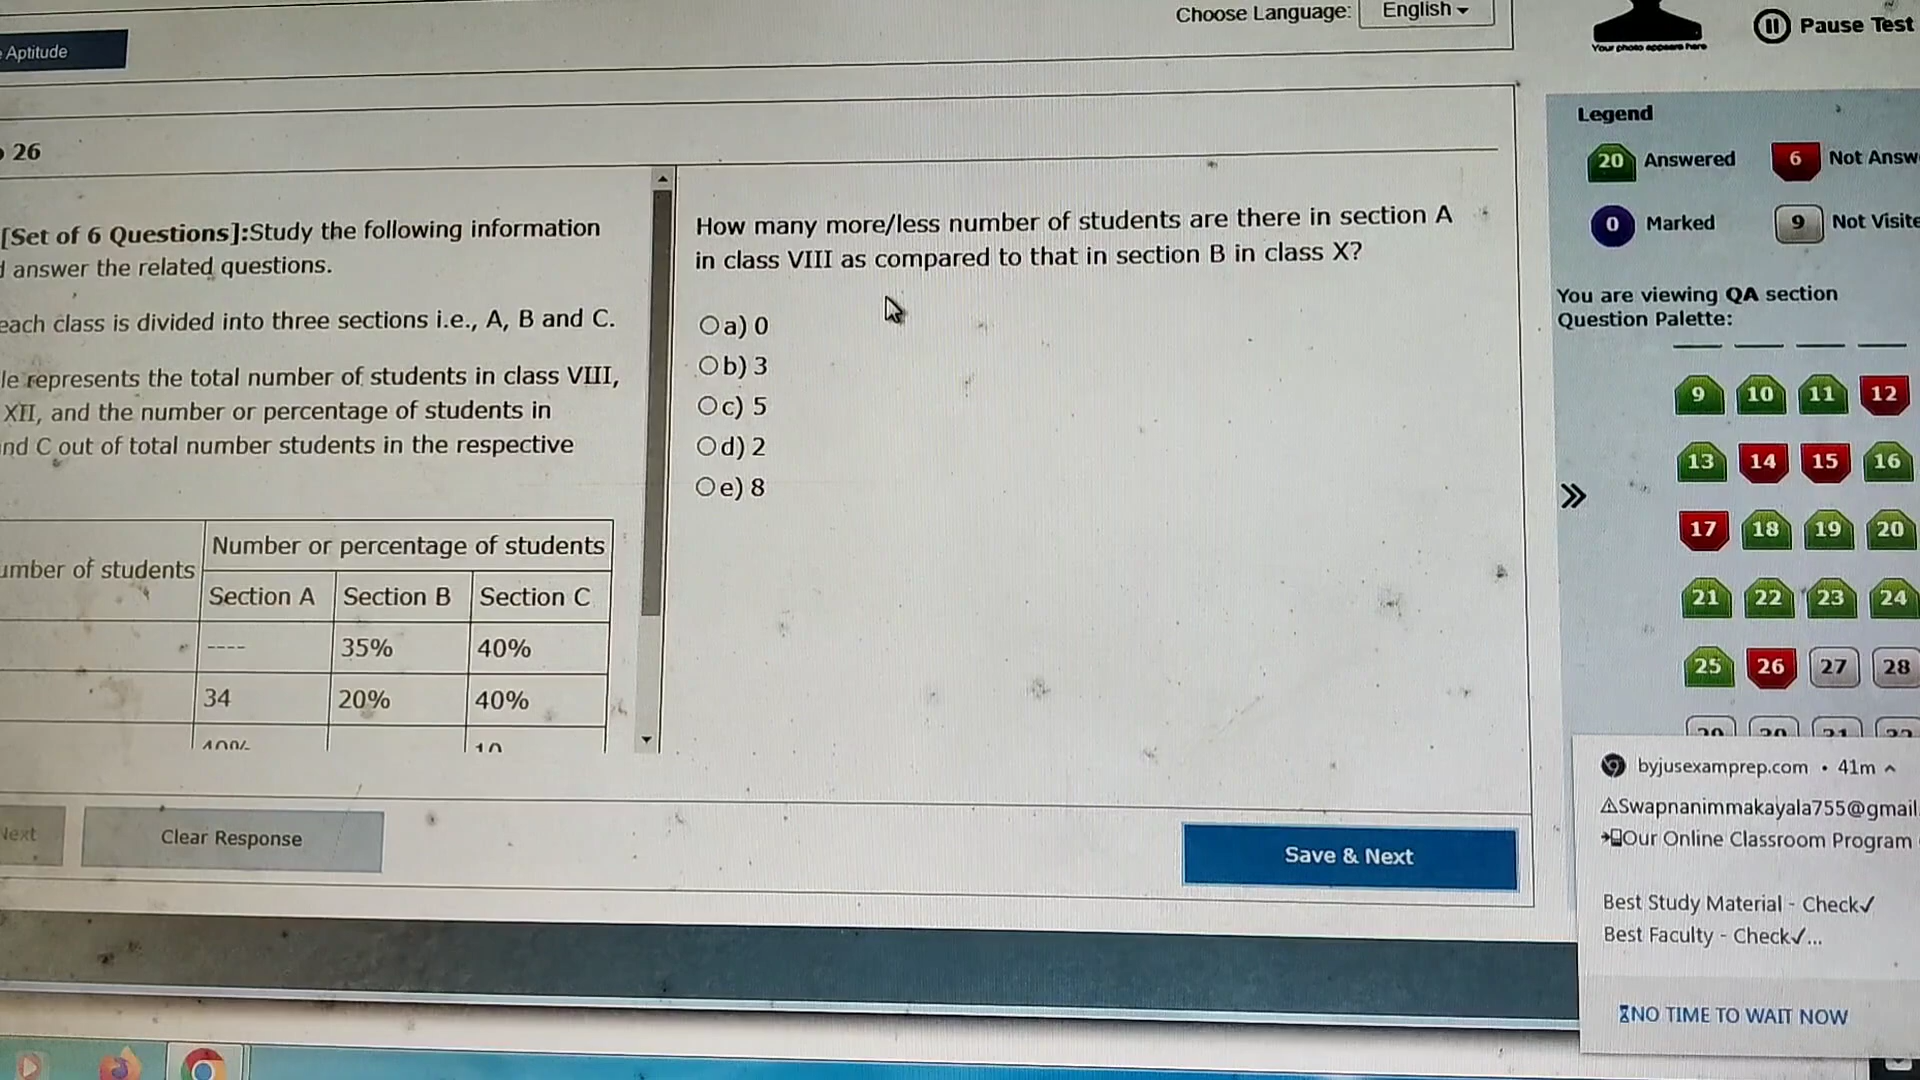 Choose Language: English
Aptitude
Your photo appears here
Pause Test
26
[Set of 6 Questions]:Study the following information
answer the related questions.
each class is divided into three sections i.e., A, B and C.
le represents the total number of students in class VIII,
XII, and the number or percentage of students in
nd C out of total number students in the respective
umber of students
Number or percentage of students
Section A Section B Section C
---- 35% 40%
34 20% 40%
40% 10
How many more/less number of students are there in section A
in class VIII as compared to that in section B in class X?
a) 0
b) 3
c) 5
d) 2
e) 8
Next
Clear Response
Save & Next
Legend
20 Answered 6 Not Answ
0 Marked 9 Not Visite
You are viewing QA section
Question Palette:
9 10 11 12
13 14 15 16
17 18 19 20
21 22 23 24
25 26 27 28
byjusexamprep.com • 41m
⚠Swapnanimmakayala755@gmail.
Our Online Classroom Program
Best Study Material - Check✓
Best Faculty - Check✓...
⌛NO TIME TO WAIT NOW